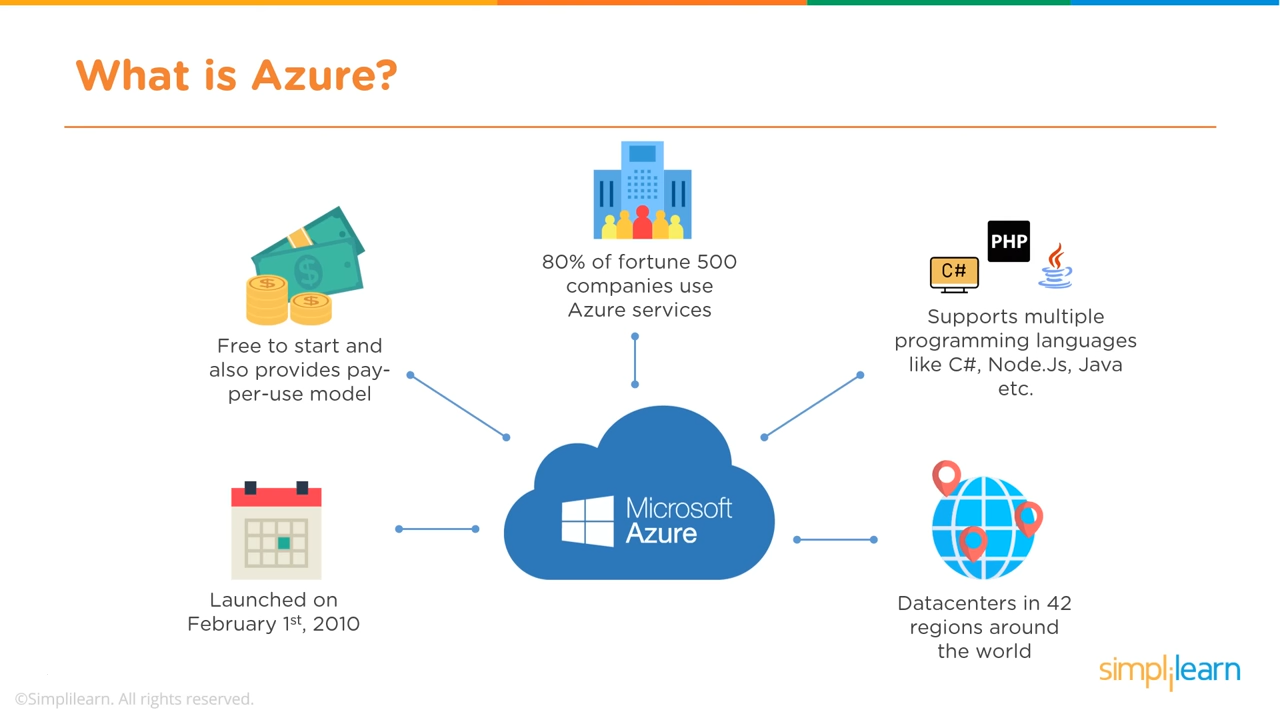 What is Azure?
80% of fortune 500
companies use
Azure services
Free to start and
also provides pay-
per-use model
C#
PHP
Supports multiple
programming languages
like C#, Node.Js, Java
etc.
Microsoft
Azure
Launched on
February 1st, 2010
Datacenters in 42
regions around
the world
simplilearn
©Simplilearn. All rights reserved.